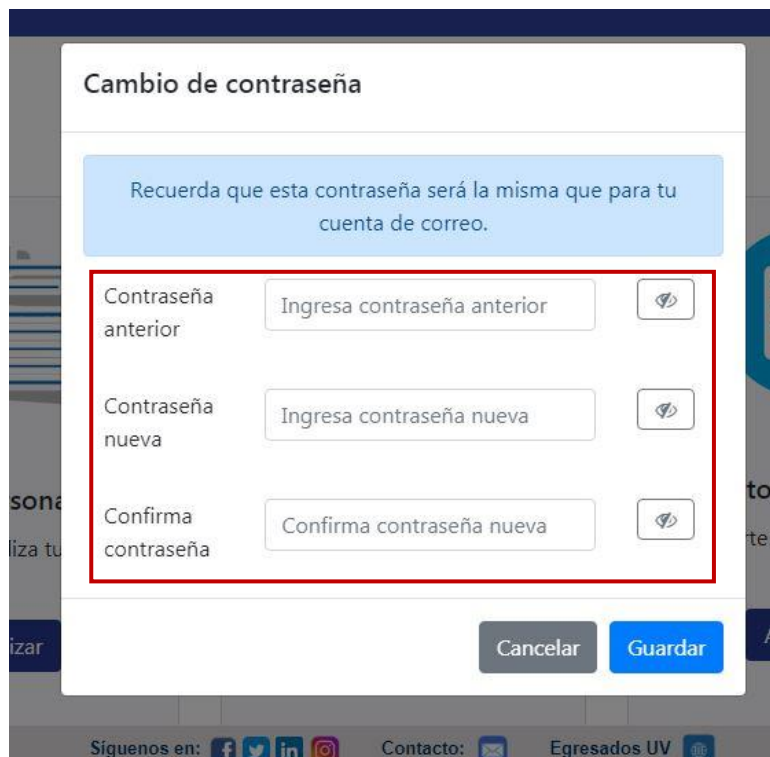 Cambio de contraseña
Recuerda que esta contraseña será la misma que para tu
cuenta de correo.
Contraseña
anterior
Ingresa contraseña anterior
Contraseña
nueva
Ingresa contraseña nueva
Confirma
contraseña
Confirma contraseña nueva
Cancelar
Guardar
Síguenos en:
Contacto:
Egresados UV